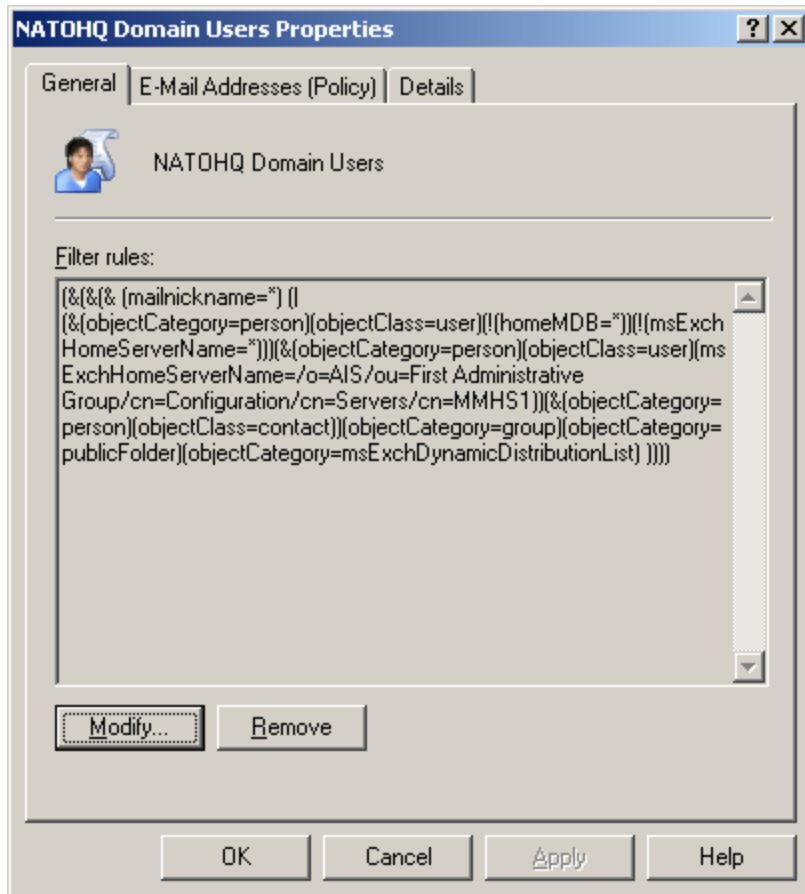 NATOHQ Domain Users Properties
General E-Mail Addresses (Policy) Details
NATOHQ Domain Users
Filter rules:
(&(&(& (mailnickname=*) (|
(&(objectCategory=person)(objectClass=user)(!(homeMDB=*))(!(msExch
HomeServerName=*)))(&(objectCategory=person)(objectClass=user)(ms
ExchHomeServerName=/o=AIS/ou=First Administrative
Group/cn=Configuration/cn=Servers/cn=MMHS1))(&(objectCategory=
person)(objectClass=contact))(objectCategory=group)(objectCategory=
publicFolder)(objectCategory=msExchDynamicDistributionList) ))))
Modify... Remove
OK Cancel Apply Help